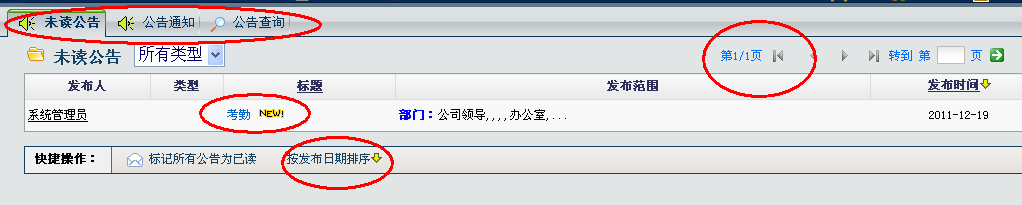 未读公告 公告通知 公告查询
未读公告 所有类型 第1/1页 转到 第 页
发布人 类型 标题 发布范围 发布时间
系统管理员 考勤 NEW! 部门：公司领导,,,,办公室,... 2011-12-19
快捷操作： 标记所有公告为已读 按发布日期排序